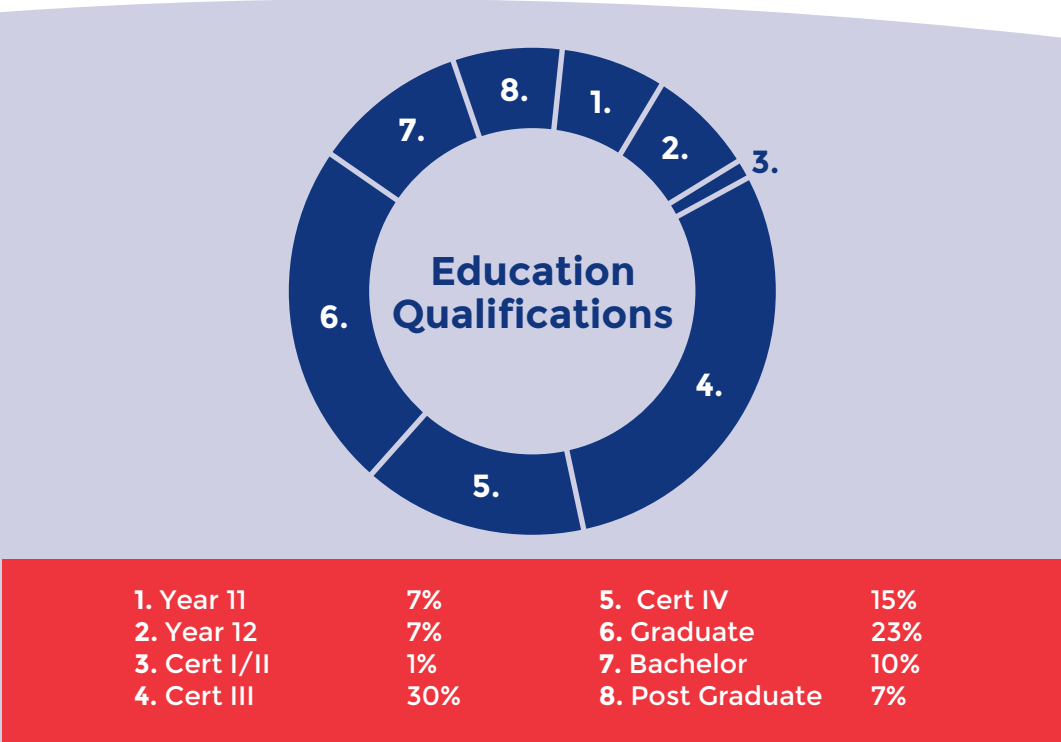 8.
1.
7.
2.
3.
Education
Qualifications
6.
4.
5.
1. Year 11 7%
2. Year 12 7%
3. Cert I/II 1%
4. Cert III 30%
5. Cert IV 15%
6. Graduate 23%
7. Bachelor 10%
8. Post Graduate 7%